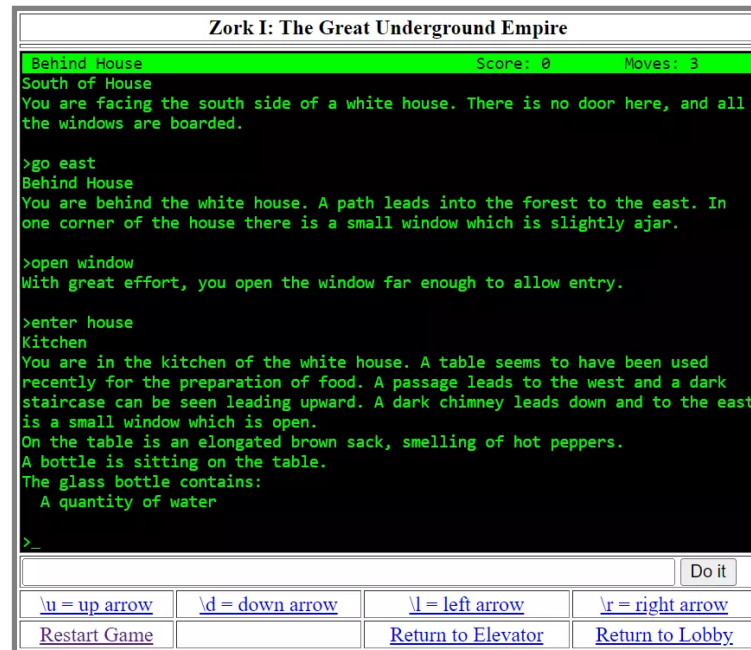 Zork I: The Great Underground Empire
Behind House Score: 0 Moves: 3
South of House
You are facing the south side of a white house. There is no door here, and all
the windows are boarded.
>go east
Behind House
You are behind the white house. A path leads into the forest to the east. In
one corner of the house there is a small window which is slightly ajar.
>open window
With great effort, you open the window far enough to allow entry.
>enter house
Kitchen
You are in the kitchen of the white house. A table seems to have been used
recently for the preparation of food. A passage leads to the west and a dark
staircase can be seen leading upward. A dark chimney leads down and to the east
is a small window which is open.
On the table is an elongated brown sack, smelling of hot peppers.
A bottle is sitting on the table.
The glass bottle contains:
A quantity of water
>_
Do it
\u = up arrow \d = down arrow \l = left arrow \r = right arrow
Restart Game Return to Elevator Return to Lobby